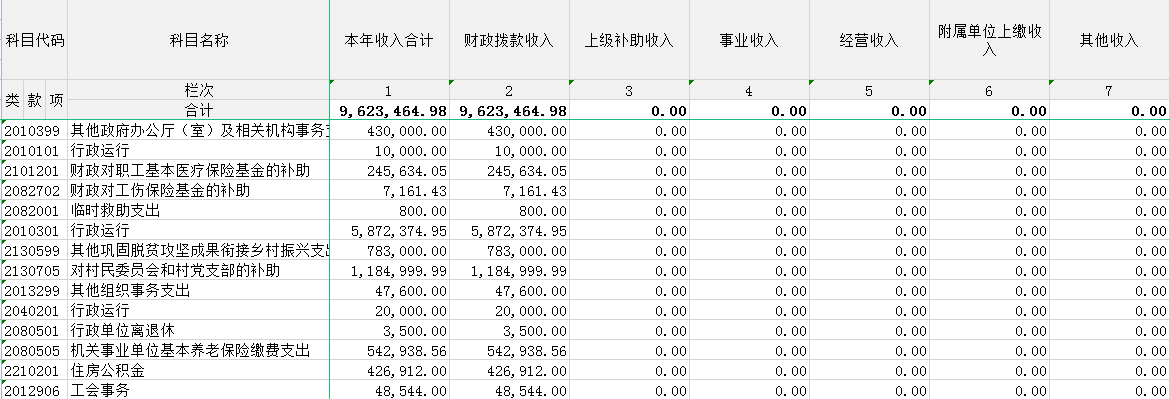 科目代码 科目名称 本年收入合计 财政拨款收入 上级补助收入 事业收入 经营收入 附属单位上缴收入 其他收入
类 款 项 栏次 1 2 3 4 5 6 7
合计 9,623,464.98 9,623,464.98 0.00 0.00 0.00 0.00 0.00
2010399 其他政府办公厅（室）及相关机构事务 430,000.00 430,000.00 0.00 0.00 0.00 0.00 0.00
2010101 行政运行 10,000.00 10,000.00 0.00 0.00 0.00 0.00 0.00
2101201 财政对职工基本医疗保险基金的补助 245,634.05 245,634.05 0.00 0.00 0.00 0.00 0.00
2082702 财政对工伤保险基金的补助 7,161.43 7,161.43 0.00 0.00 0.00 0.00 0.00
2082001 临时救助支出 800.00 800.00 0.00 0.00 0.00 0.00 0.00
2010301 行政运行 5,872,374.95 5,872,374.95 0.00 0.00 0.00 0.00 0.00
2130599 其他巩固脱贫攻坚成果衔接乡村振兴支 783,000.00 783,000.00 0.00 0.00 0.00 0.00 0.00
2130705 对村民委员会和村党支部的补助 1,184,999.99 1,184,999.99 0.00 0.00 0.00 0.00 0.00
2013299 其他组织事务支出 47,600.00 47,600.00 0.00 0.00 0.00 0.00 0.00
2040201 行政运行 20,000.00 20,000.00 0.00 0.00 0.00 0.00 0.00
2080501 行政单位离退休 3,500.00 3,500.00 0.00 0.00 0.00 0.00 0.00
2080505 机关事业单位基本养老保险缴费支出 542,938.56 542,938.56 0.00 0.00 0.00 0.00 0.00
2210201 住房公积金 426,912.00 426,912.00 0.00 0.00 0.00 0.00 0.00
2012906 工会事务 48,544.00 48,544.00 0.00 0.00 0.00 0.00 0.00